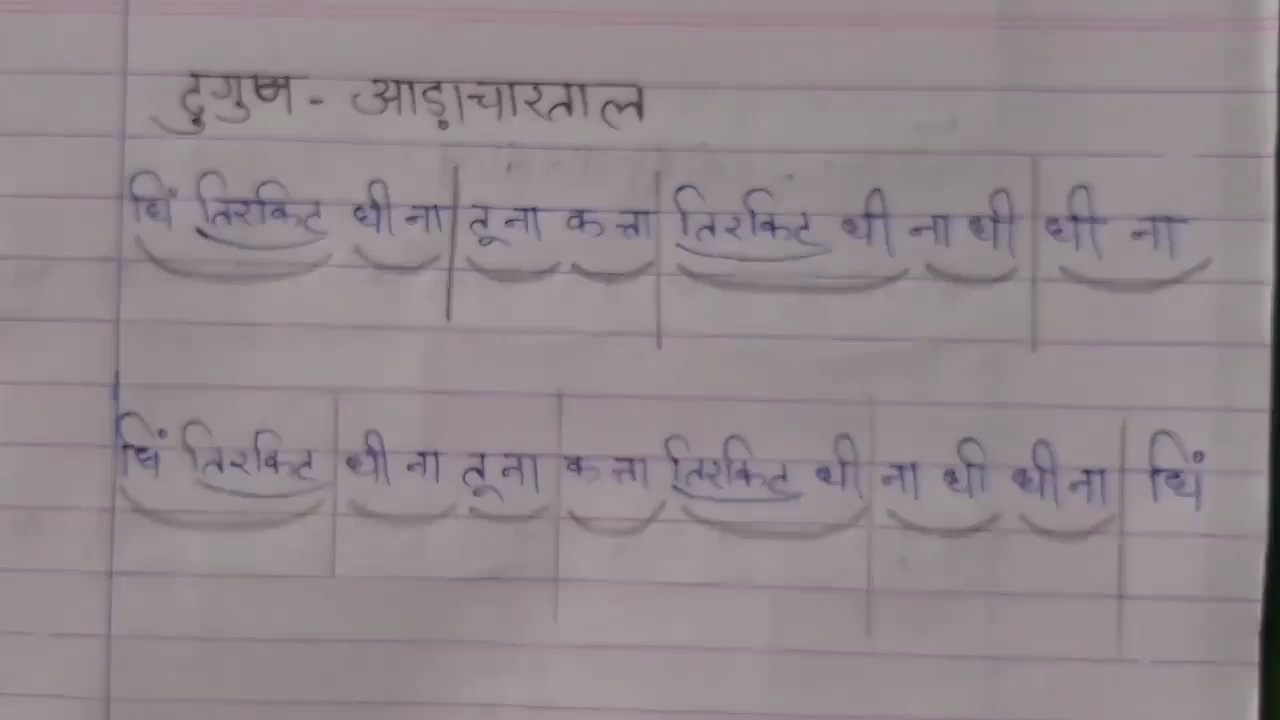 दुगुण - आड़ाचारताल
धिं तिरकिट धी ना | तू ना क त्ता | तिरकिट धी ना धी | धी ना
धिं तिरकिट | धी ना तू ना | क त्ता तिरकिट धी | ना धी धी ना | धिं